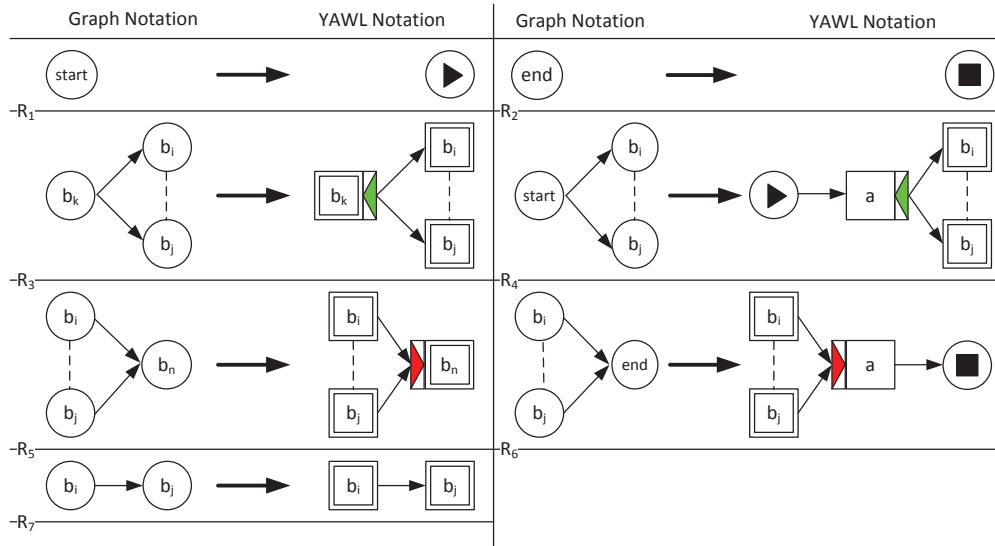 Graph Notation YAWL Notation Graph Notation YAWL Notation
start end
R1 R2
bk bi bj bk bi bj start bi bj a bi bj
R3 R4
bi bj bn bi bj bn bi bj end bi bj a
R5 R6
bi bj bi bj
R7